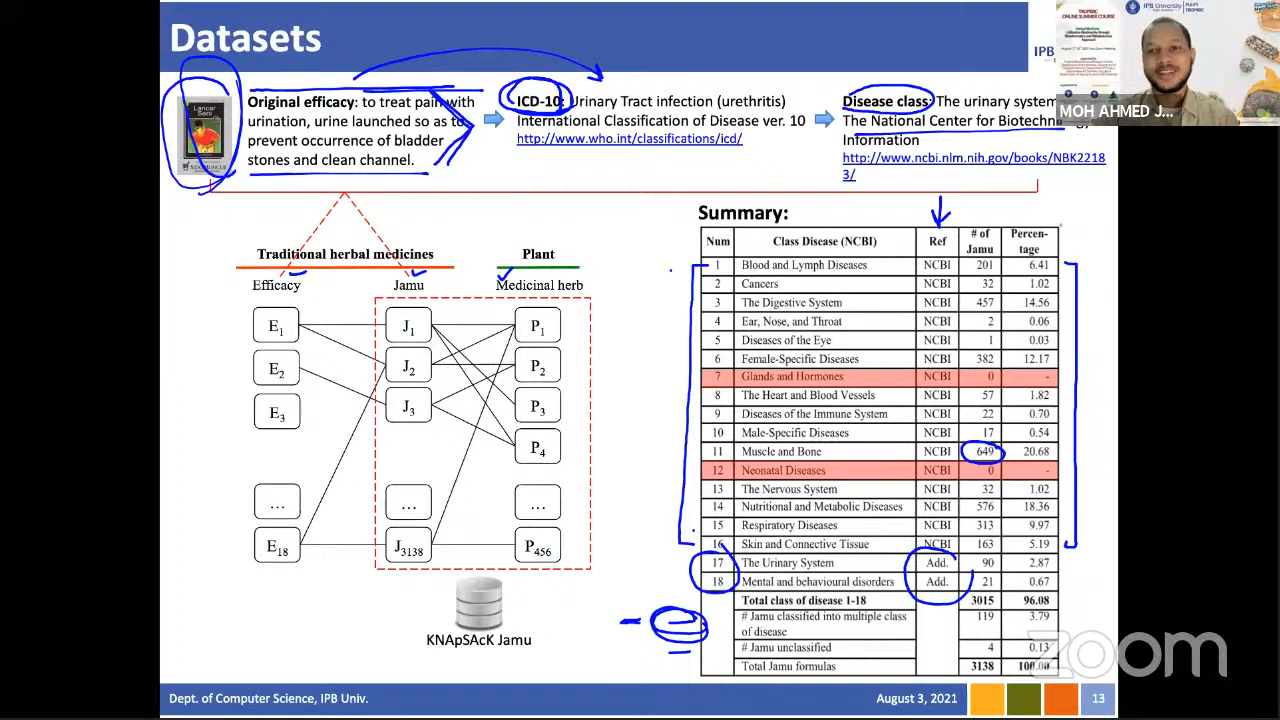 Datasets
IPB
TROPBRC
ONLINE SUMMER COURSE
IPB University
MOH AHMED J...
Lancar
Seni
Original efficacy: to treat pain with
urination, urine launch
to
prevent occurrence of bladder
stones and clean channel.
ICD-10: Urinary Tract Infection (urethritis)
International Classification of Disease ver. 10
http://www.who.int/classifications/icd/
Disease class: The urinary system
The National Center for Biotechnology
Information
http://www.ncbi.nlm.nih.gov/books/NBK2218
3/
Traditional herbal medicines
Plant
Efficacy Jamu Medicinal herb
E1 J1 P1
E2 J2 P2
E3 J3 P3
P4
... ... ...
E18 J3138 P456
KNApSAcK Jamu
Summary:
Num Class Disease (NCBI) Ref # of Jamu Percen-tage
1 Blood and Lymph Diseases NCBI 201 6.41
2 Cancers NCBI 32 1.02
3 The Digestive System NCBI 457 14.56
4 Ear, Nose, and Throat NCBI 2 0.06
5 Diseases of the Eye NCBI 1 0.03
6 Female-Specific Diseases NCBI 382 12.17
7 Glands and Hormones NCBI 0 -
8 The Heart and Blood Vessels NCBI 57 1.82
9 Diseases of the Immune System NCBI 22 0.70
10 Male-Specific Diseases NCBI 17 0.54
11 Muscle and Bone NCBI 649 20.68
12 Neonatal Diseases NCBI 0 -
13 The Nervous System NCBI 32 1.02
14 Nutritional and Metabolic Diseases NCBI 576 18.36
15 Respiratory Diseases NCBI 313 9.97
16 Skin and Connective Tissue NCBI 163 5.19
17 The Urinary System Add. 90 2.87
18 Mental and behavioural disorders Add. 21 0.67
Total class of disease 1-18 3015 96.08
# Jamu classified into multiple class 119 3.79
of disease
# Jamu unclassified 4 0.13
Total Jamu formulas 3138 100.00
zoom
Dept. of Computer Science, IPB Univ.
August 3, 2021
13